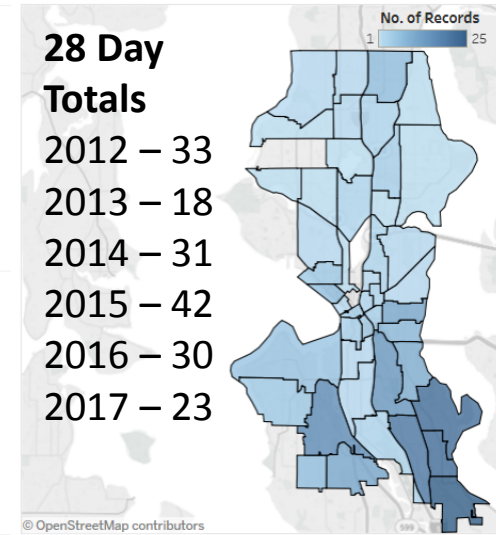 28 Day
Totals
2012 – 33
2013 – 18
2014 – 31
2015 – 42
2016 – 30
2017 – 23
No. of Records
1 25
599
© OpenStreetMap contributors